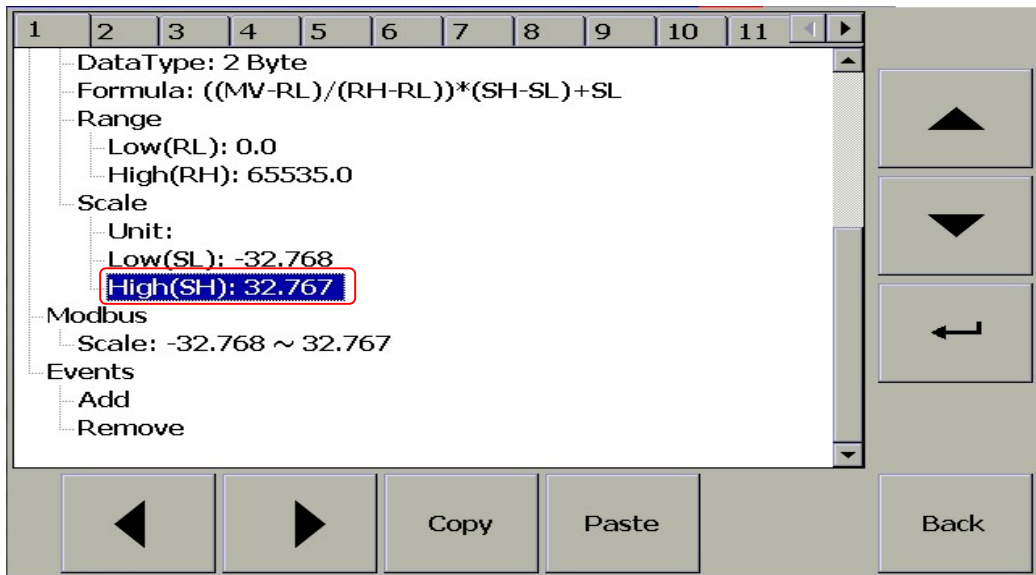 1 2 3 4 5 6 7 8 9 10 11
DataType: 2 Byte
Formula: ((MV-RL)/(RH-RL))*(SH-SL)+SL
Range
Low(RL): 0.0
High(RH): 65535.0
Scale
Unit:
Low(SL): -32.768
High(SH): 32.767
Modbus
Scale: -32.768 ~ 32.767
Events
Add
Remove
Copy Paste Back